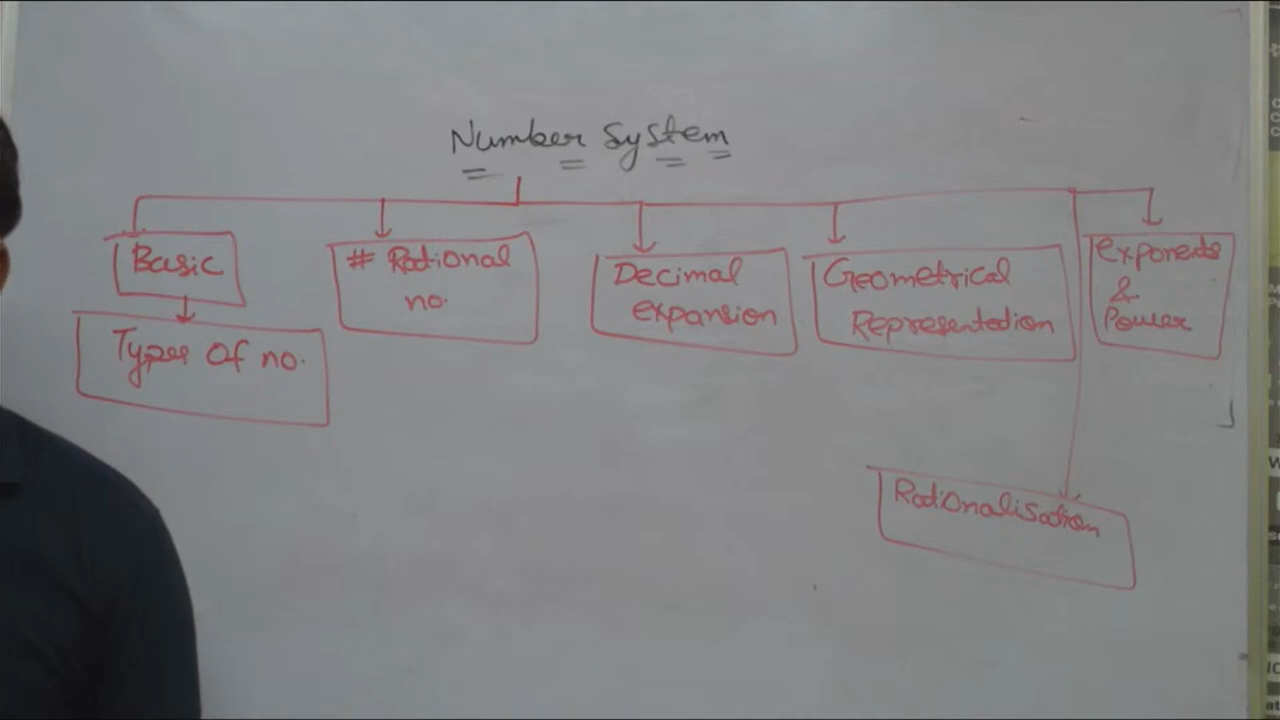 Number System
Basic
Types of no.
# Rational
no.
Decimal
expansion
Geometrical
Representation
Exponents
&
Power
Rationalisation